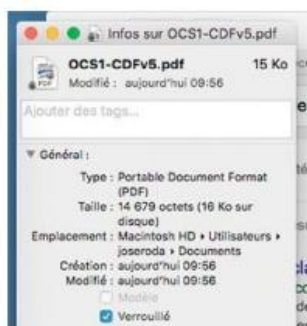 Infos sur OCS1-CDFv5.pdf
OCS1-CDFv5.pdf 15 Ko
Modifié : aujourd'hui 09:56
PDF
Ajouter des tags...
Général :
Type : Portable Document Format
(PDF)
Taille : 14 679 octets (16 Ko sur
disque)
Emplacement : Macintosh HD ▸ Utilisateurs ▸
joseroda ▸ Documents
Création : aujourd'hui 09:56
Modifié : aujourd'hui 09:56
Modèle
Verrouillé